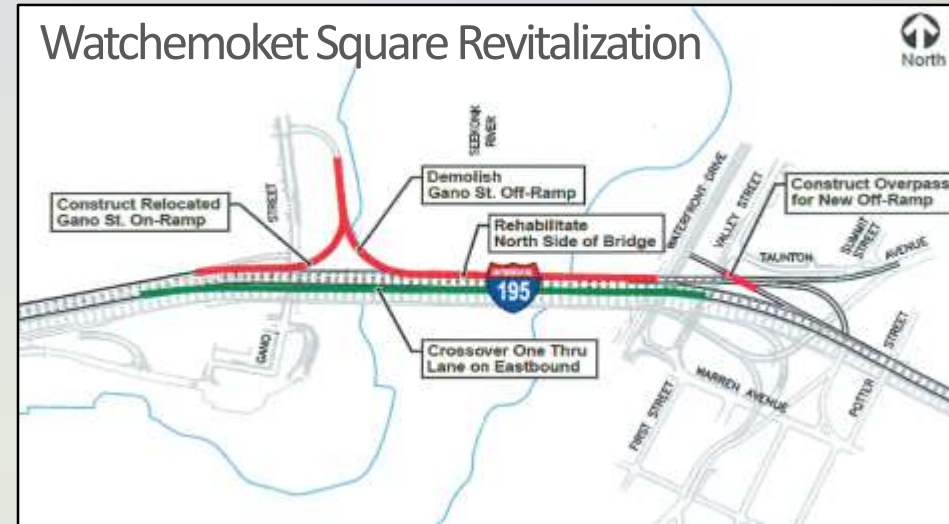 Watchemoket Square Revitalization
North
SEEKONK
RIVER
Demolish
Gano St. Off-Ramp
Construct Relocated
Gano St. On-Ramp
STREET
Rehabilitate
North Side of Bridge
WATERFRONT DRIVE
VALLEY STREET
Construct Overpass
for New Off-Ramp
TAUNTON
SUMMIT
STREET
AVENUE
INTERSTATE
195
GANO
Crossover One Thru
Lane on Eastbound
FIRST STREET
WARREN AVENUE
POTTER
STREET